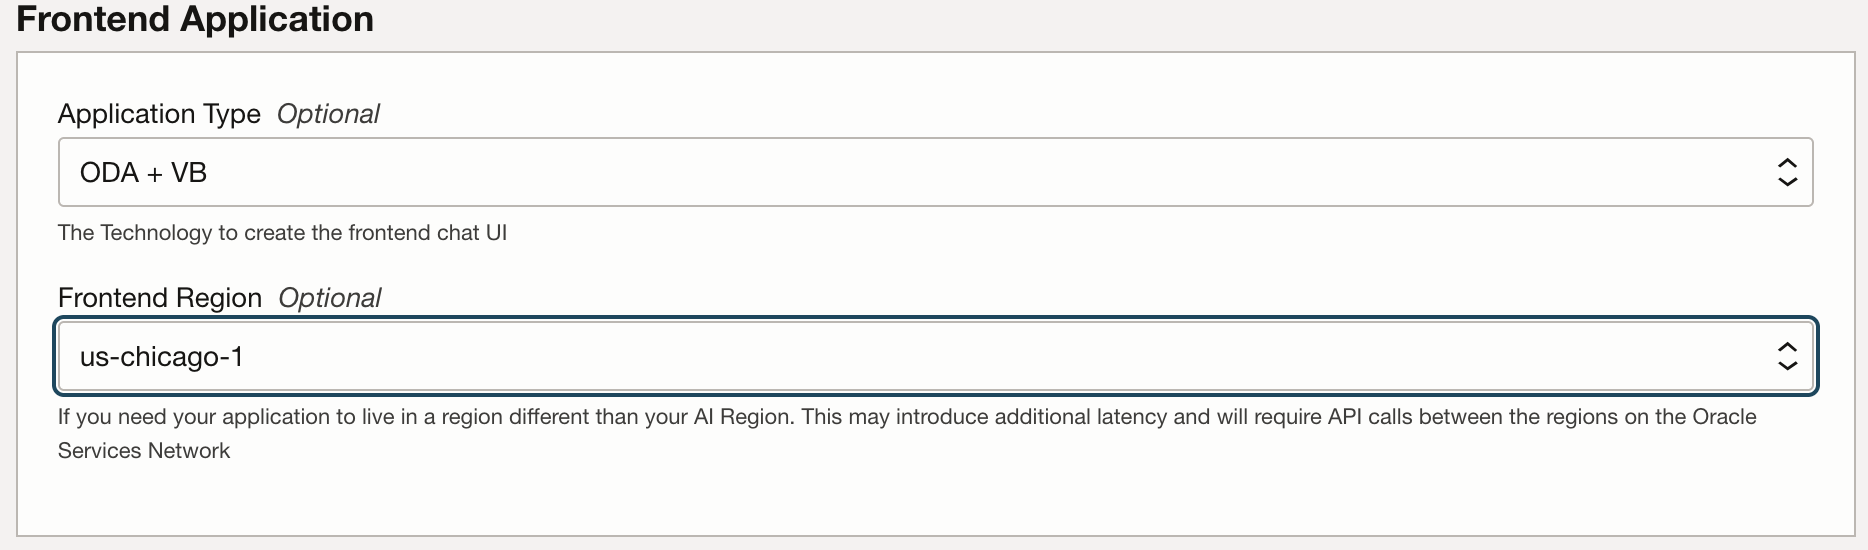 Frontend Application
Application Type Optional
ODA + VB
The Technology to create the frontend chat UI
Frontend Region Optional
us-chicago-1
If you need your application to live in a region different than your AI Region. This may introduce additional latency and will require API calls between the regions on the Oracle
Services Network